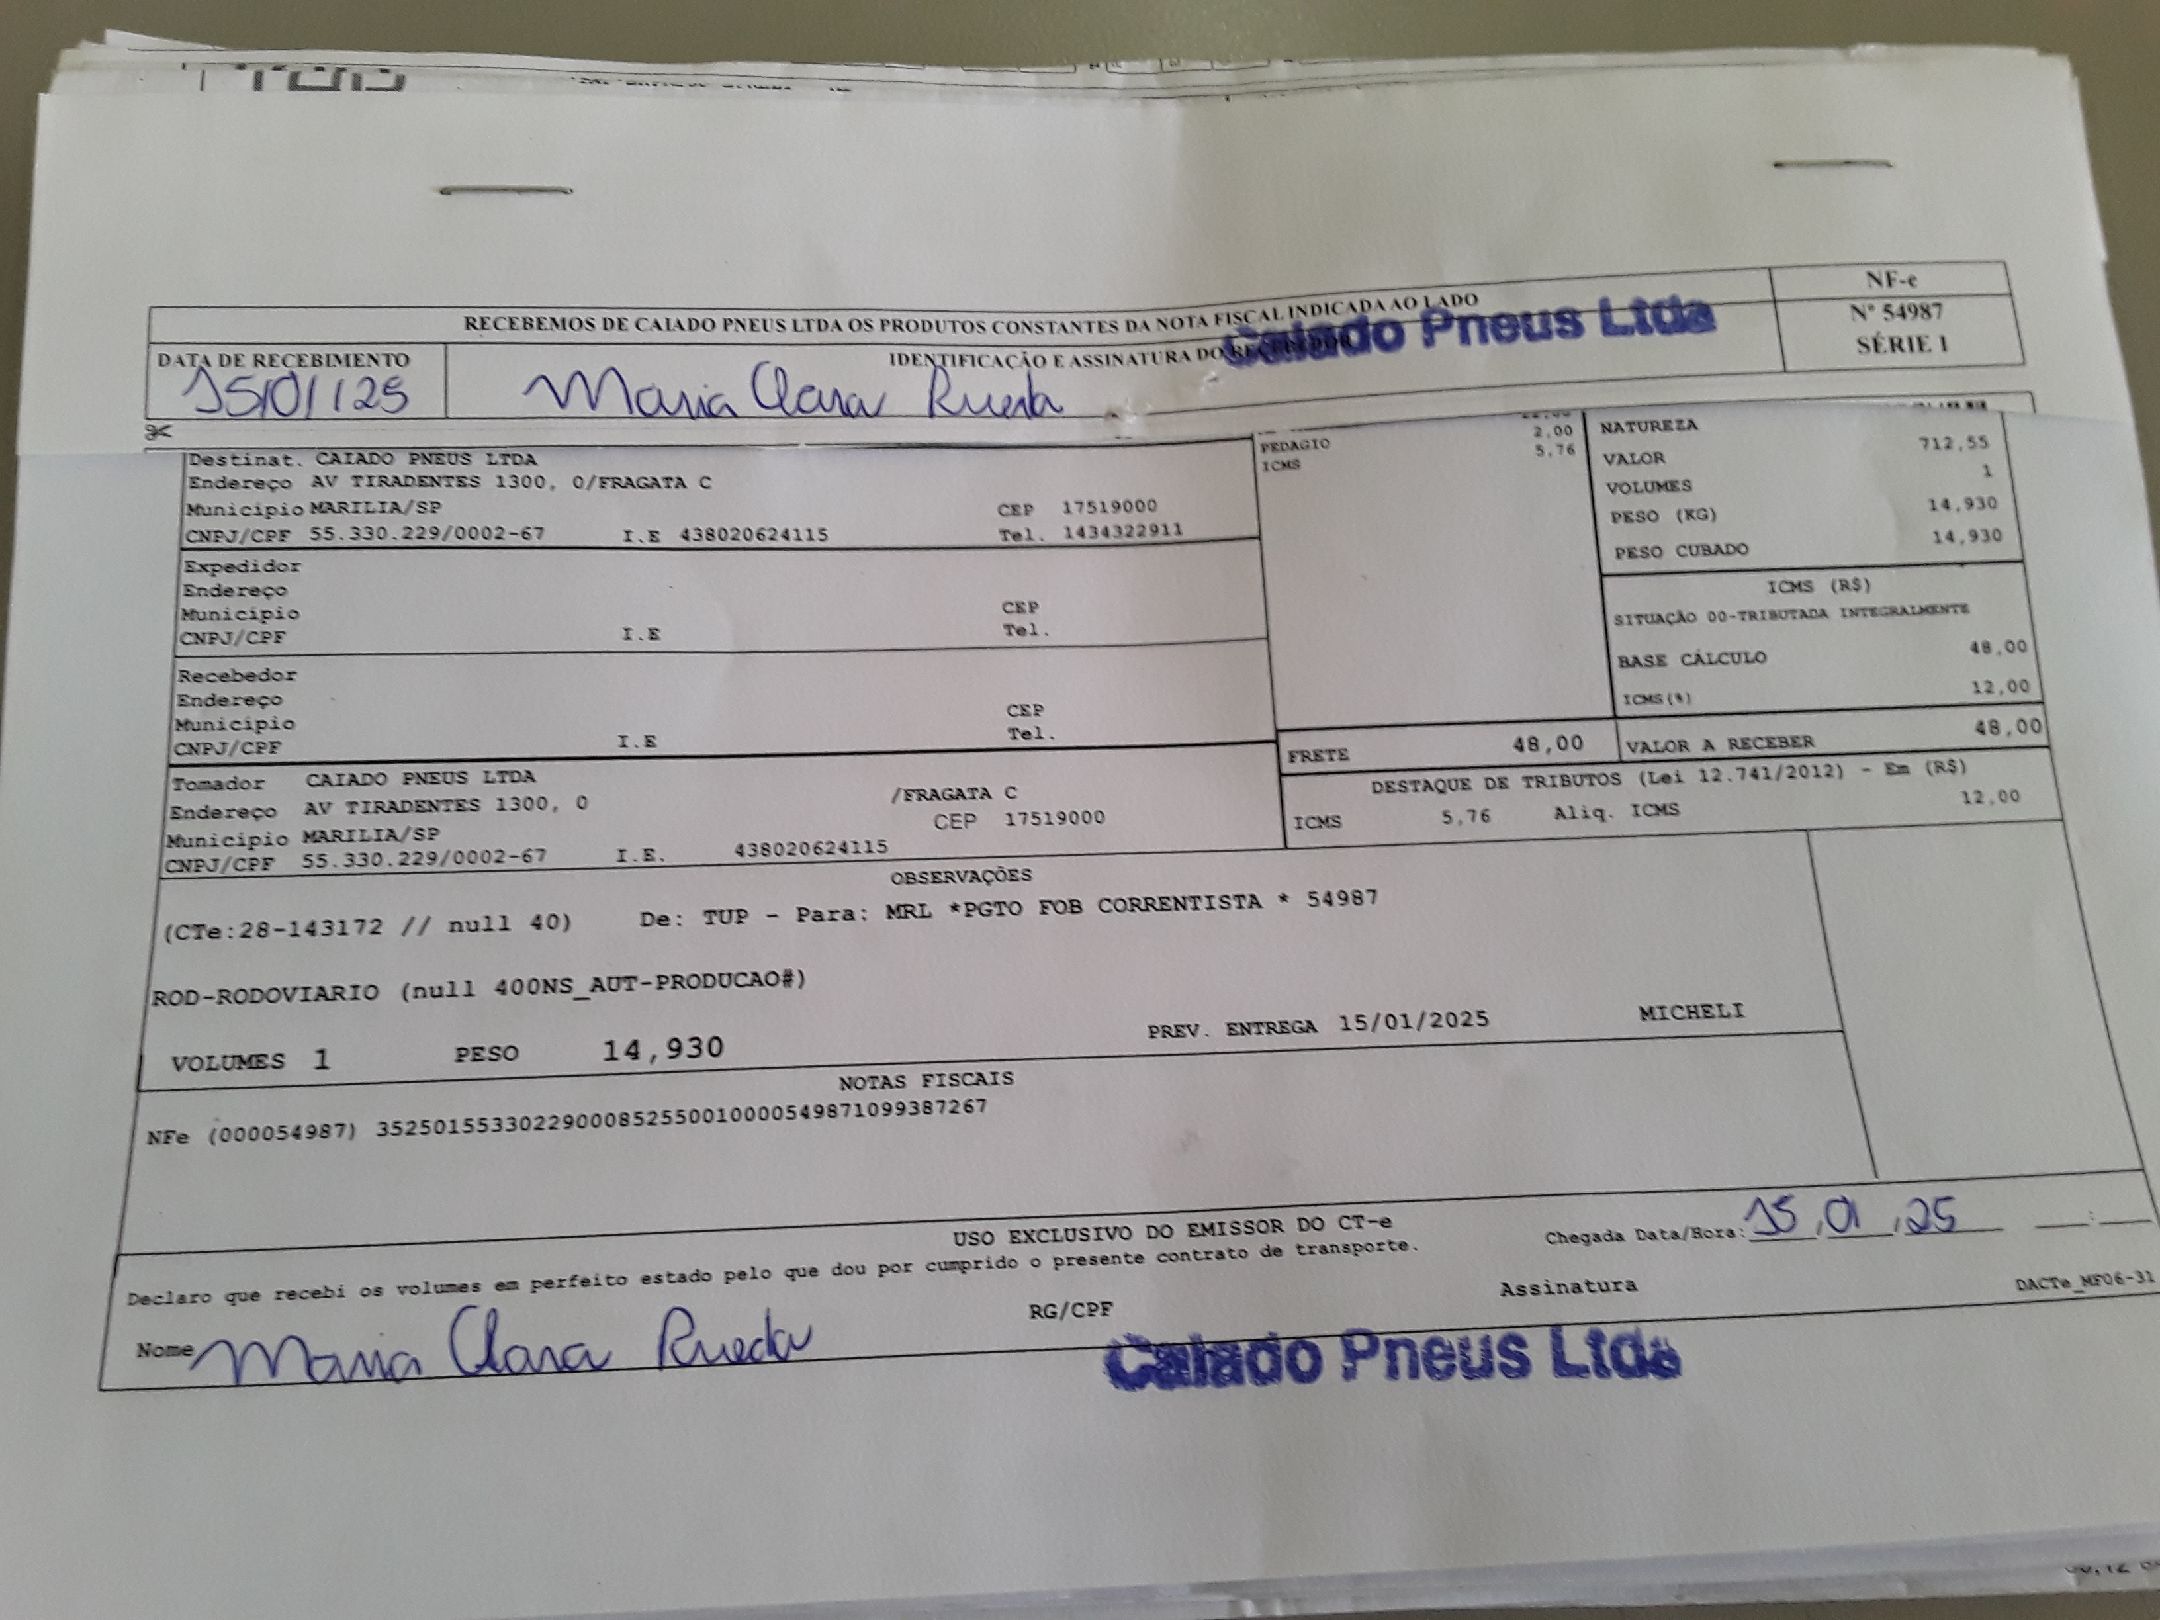 NF-e
Nº 54987
SÉRIE 1
RECEBEMOS DE CAIADO PNEUS LTDA OS PRODUTOS CONSTANTES DA NOTA FISCAL INDICADA AO LADO
Caiado Pneus Ltda
DATA DE RECEBIMENTO
15/01/25
IDENTIFICAÇÃO E ASSINATURA DO
Maria Clara Rueda
Destinat. CAIADO PNEUS LTDA
Endereço AV TIRADENTES 1300, 0/FRAGATA C
Município MARILIA/SP CEP 17519000
CNPJ/CPF 55.330.229/0002-67 I.E 438020624115 Tel. 1434322911
Expedidor
Endereço
Município CEP
CNPJ/CPF I.E Tel.
Recebedor
Endereço
Município CEP
CNPJ/CPF I.E Tel.
Tomador CAIADO PNEUS LTDA
Endereço AV TIRADENTES 1300, 0 /FRAGATA C
Município MARILIA/SP CEP 17519000
CNPJ/CPF 55.330.229/0002-67 I.E. 438020624115
PEDAGIO 2,00
ICMS 5,76
NATUREZA
VALOR 712,55
VOLUMES 1
PESO (KG) 14,930
PESO CUBADO 14,930
ICMS (R$)
SITUAÇÃO 00-TRIBUTADA INTEGRALMENTE
BASE CÁLCULO 48,00
ICMS(%) 12,00
FRETE 48,00 VALOR A RECEBER 48,00
DESTAQUE DE TRIBUTOS (Lei 12.741/2012) - Em (R$)
ICMS 5,76 Aliq. ICMS 12,00
OBSERVAÇÕES
(CTe:28-143172 // null 40) De: TUP - Para: MRL *PGTO FOB CORRENTISTA * 54987
ROD-RODOVIARIO (null 400NS_AUT-PRODUCAO#)
VOLUMES 1 PESO 14,930 PREV. ENTREGA 15/01/2025 MICHELI
NOTAS FISCAIS
NFe (000054987) 35250155330229000852550010000549871099387267
USO EXCLUSIVO DO EMISSOR DO CT-e
Declaro que recebi os volumes em perfeito estado pelo que dou por cumprido o presente contrato de transporte.
Chegada Data/Hora: 15/01/25 __:__
Nome Maria Clara Rueda RG/CPF Assinatura DACTe_MF06-31
Caiado Pneus Ltda